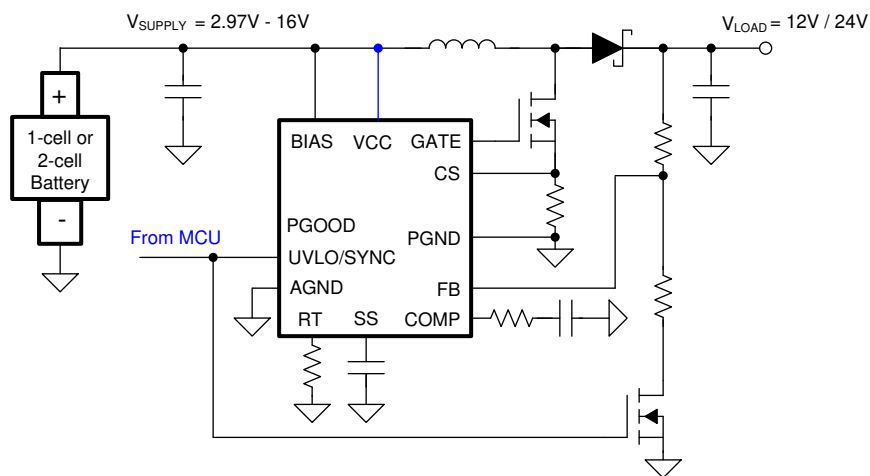 VSUPPLY = 2.97V - 16V
VLOAD = 12V / 24V
+
1-cell or
2-cell
Battery
-
BIAS VCC GATE
CS
PGOOD
PGND
From MCU
UVLO/SYNC
AGND
FB
RT SS COMP